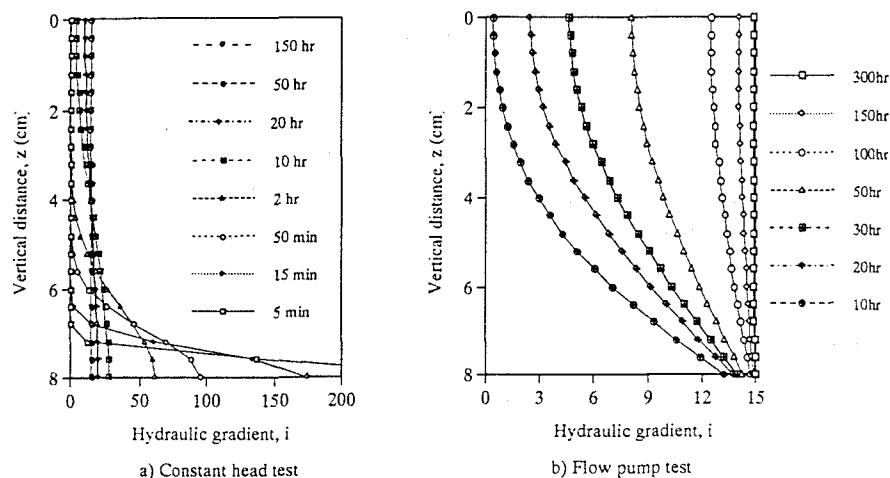 0
2
4
6
8
Vertical distance, z (cm)
150 hr
50 hr
20 hr
10 hr
2 hr
50 min
15 min
5 min
0
50
100
150
200
Hydraulic gradient, i
a) Constant head test
0
2
4
6
8
Vertical distance, z (cm)
0
3
6
9
12
15
Hydraulic gradient, i
b) Flow pump test
300hr
150hr
100hr
50hr
30hr
20hr
10hr